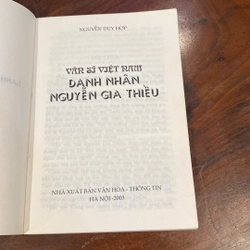 NGUYỄN DUY HỢP
VĂN SĨ VIỆT NAM
DANH NHÂN
NGUYỄN GIA THIỀU
NHÀ XUẤT BẢN VĂN HÓA - THÔNG TIN
HÀ NỘI -2003